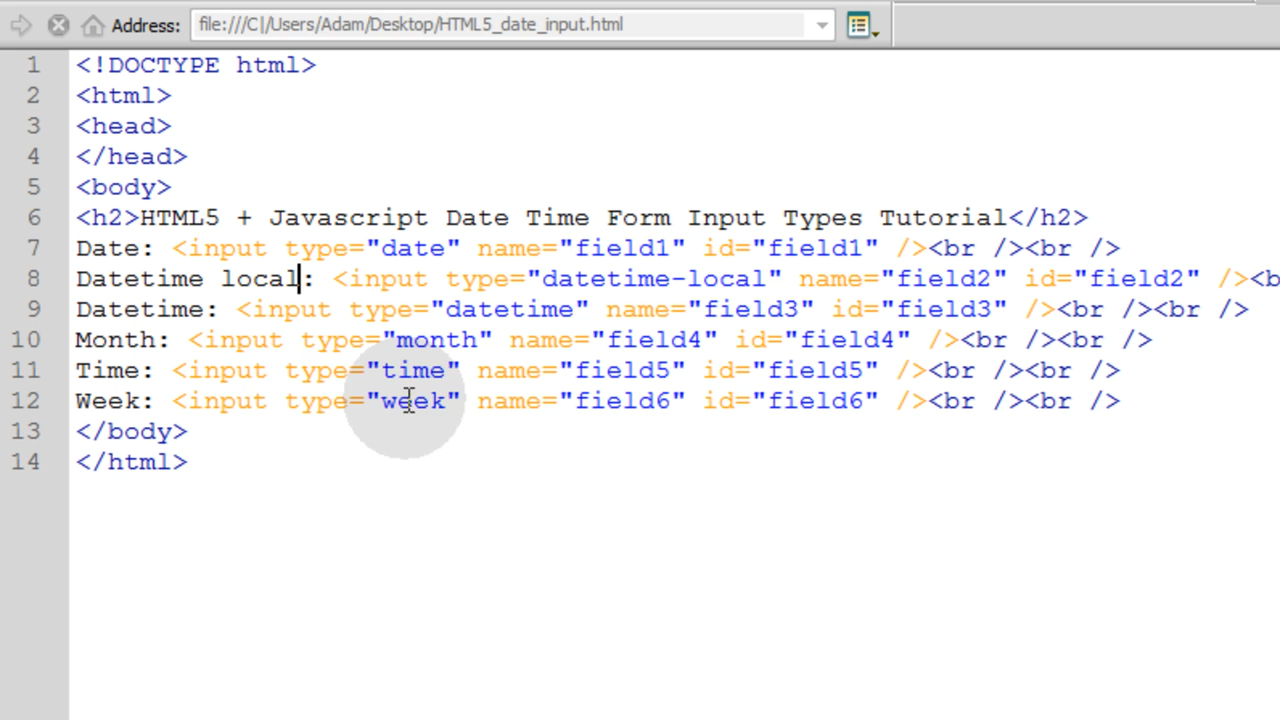 Address: file:///C|/Users/Adam/Desktop/HTML5_date_input.html
1 <!DOCTYPE html>
2 <html>
3 <head>
4 </head>
5 <body>
6 <h2>HTML5 + Javascript Date Time Form Input Types Tutorial</h2>
7 Date: <input type="date" name="field1" id="field1" /><br /><br />
8 Datetime local: <input type="datetime-local" name="field2" id="field2" /><b
9 Datetime: <input type="datetime" name="field3" id="field3" /><br /><br />
10 Month: <input type="month" name="field4" id="field4" /><br /><br />
11 Time: <input type="time" name="field5" id="field5" /><br /><br />
12 Week: <input type="week" name="field6" id="field6" /><br /><br />
13 </body>
14 </html>